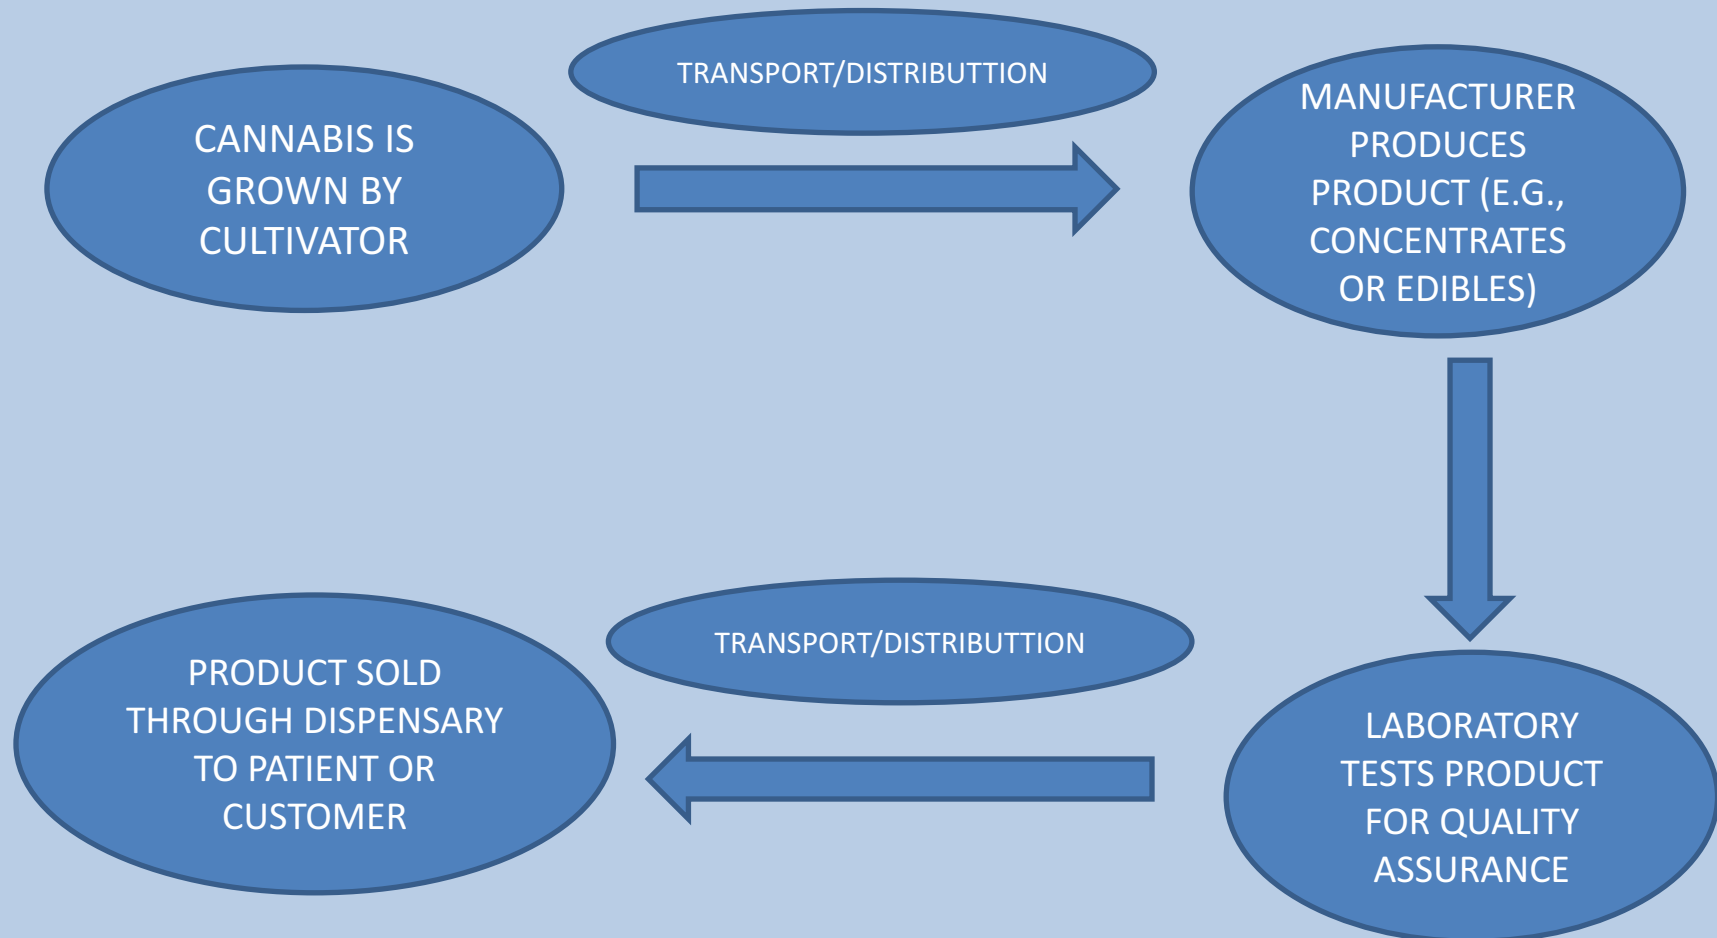 CANNABIS IS
GROWN BY
CULTIVATOR
TRANSPORT/DISTRIBUTTION
MANUFACTURER
PRODUCES
PRODUCT (E.G.,
CONCENTRATES
OR EDIBLES)
LABORATORY
TESTS PRODUCT
FOR QUALITY
ASSURANCE
TRANSPORT/DISTRIBUTTION
PRODUCT SOLD
THROUGH DISPENSARY
TO PATIENT OR
CUSTOMER